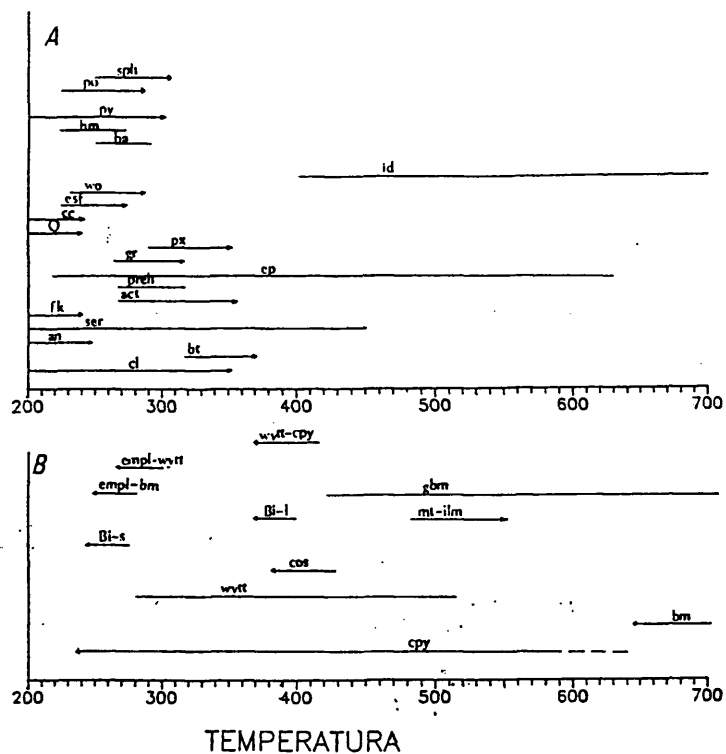 A
sph
po
py
hm
ba
id
wo
esf
cc
Q
px
gr
ep
preh
act
fk
ser
an
bt
cl
200 300 400 500 600 700
wytt-cpy
B
empl-wytt
empl-bm
gbm
Bi-l
mt-ilm
Bi-s
cos
wytt
bm
cpy
200 300 400 500 600 700
TEMPERATURA